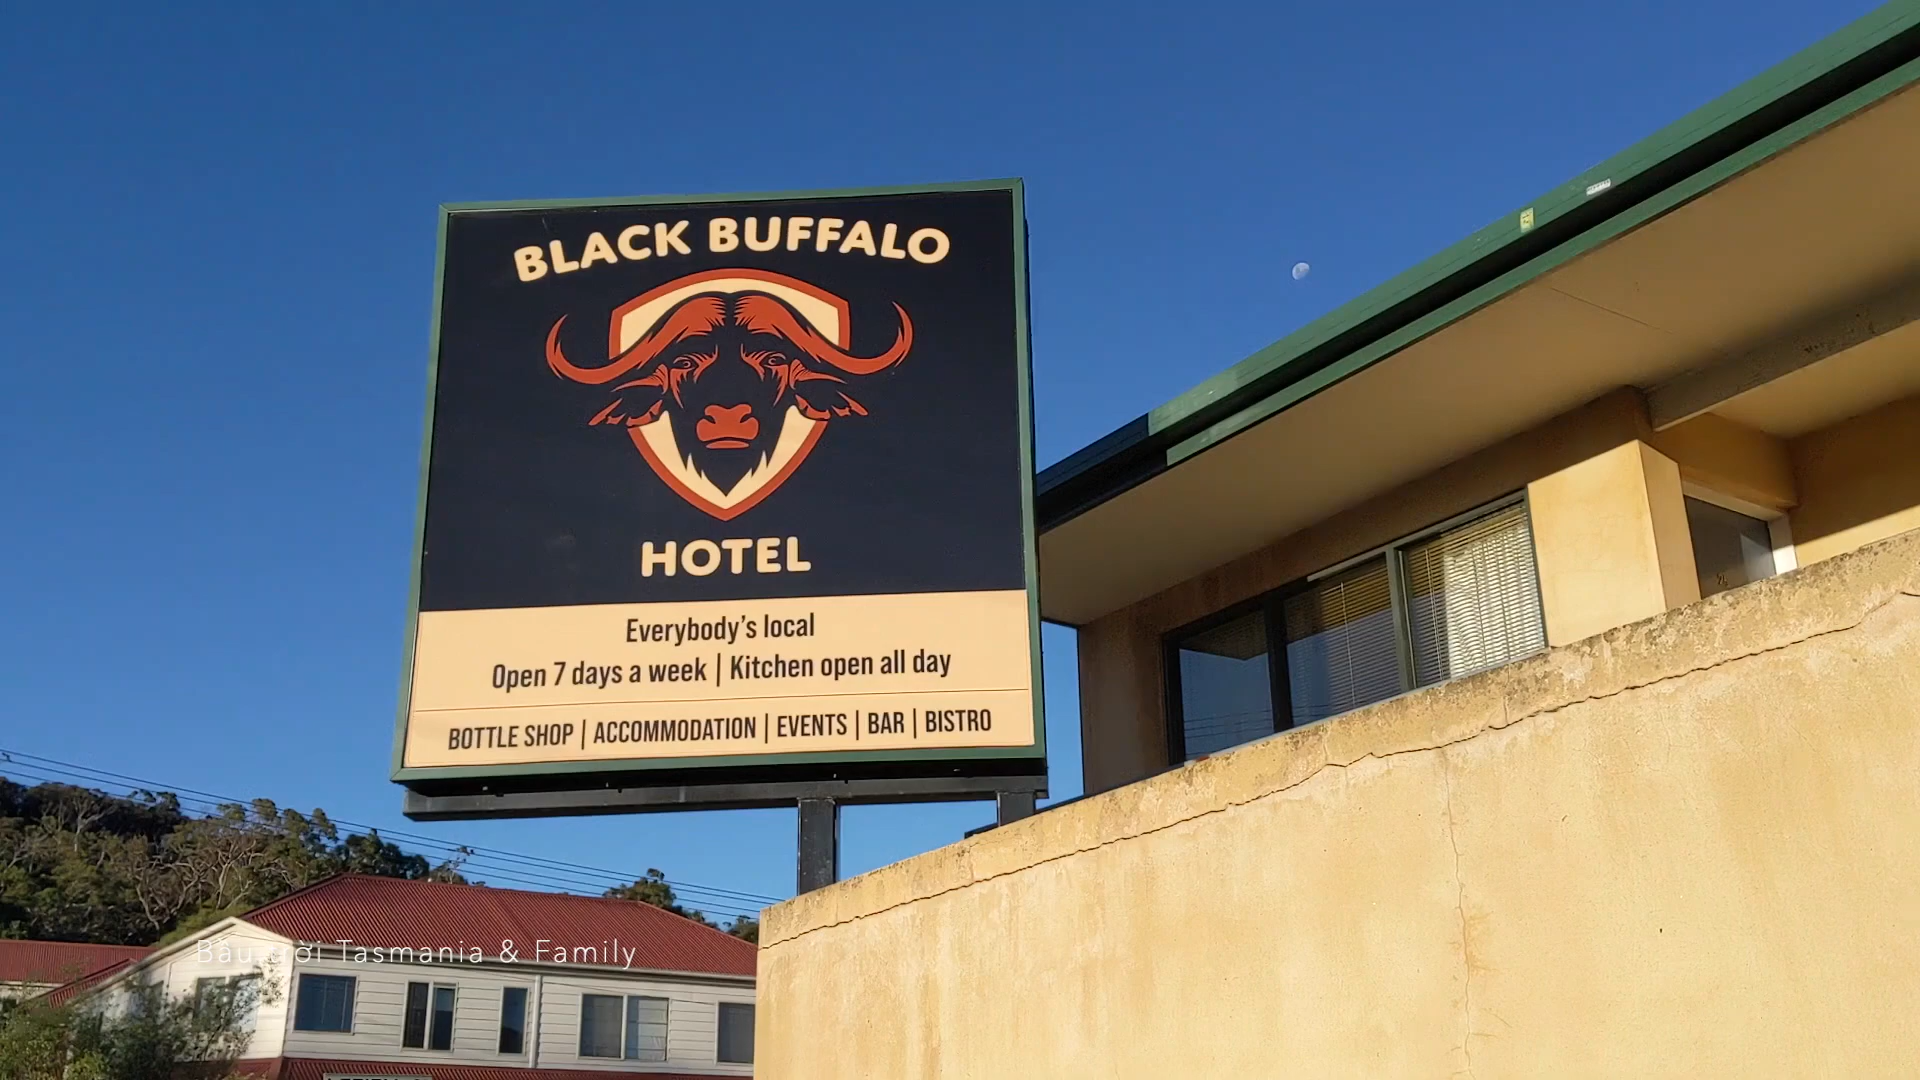 BLACK BUFFALO
HOTEL
Everybody's local
Open 7 days a week | Kitchen open all day
BOTTLE SHOP | ACCOMMODATION | EVENTS | BAR | BISTRO
Bầu trời Tasmania & Family